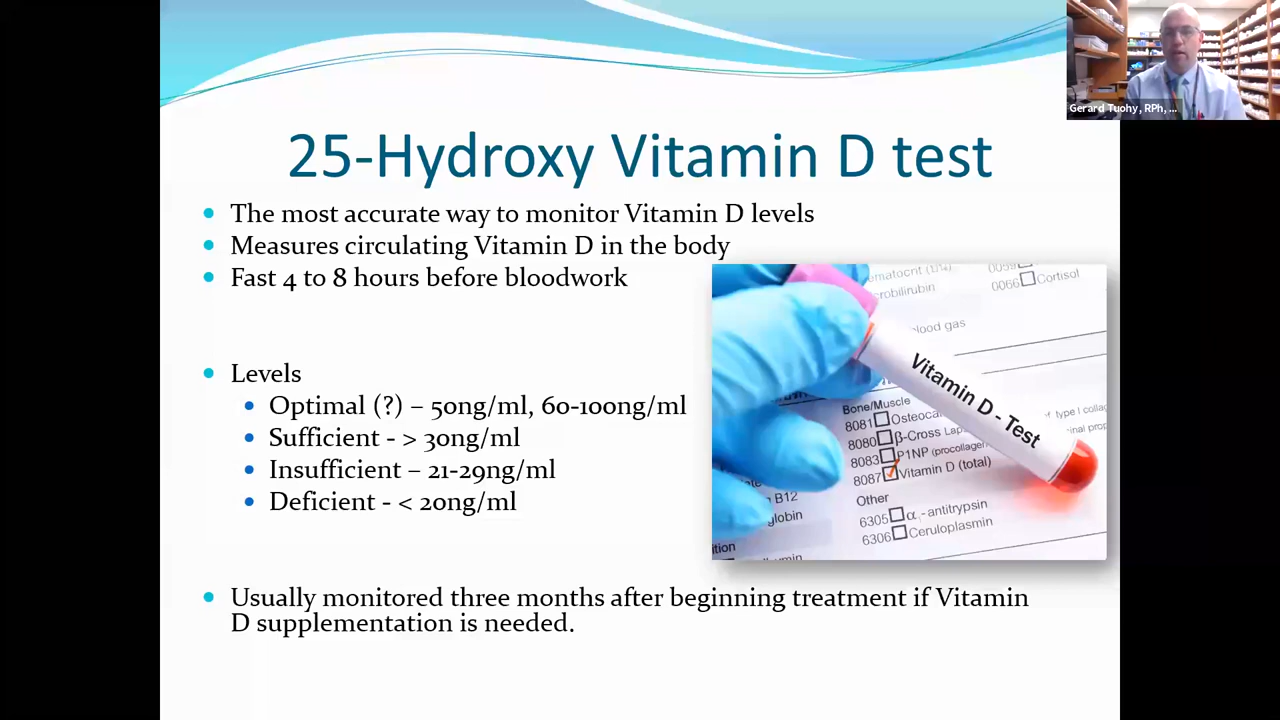 Gerard Tuohy, RPh, ...
25-Hydroxy Vitamin D test
The most accurate way to monitor Vitamin D levels
Measures circulating Vitamin D in the body
Fast 4 to 8 hours before bloodwork
Levels
Optimal (?) – 50ng/ml, 60-100ng/ml
Sufficient - > 30ng/ml
Insufficient – 21-29ng/ml
Deficient - < 20ng/ml
Usually monitored three months after beginning treatment if Vitamin
D supplementation is needed.
0066 Cortisol
Vitamin D - Test
Bone/Muscle
8081
8080 β-Cross
8083 P1NP
8087 Vitamin D (total)
B12
Other
6305 α₁-antitrypsin
6306 Ceruloplasmin